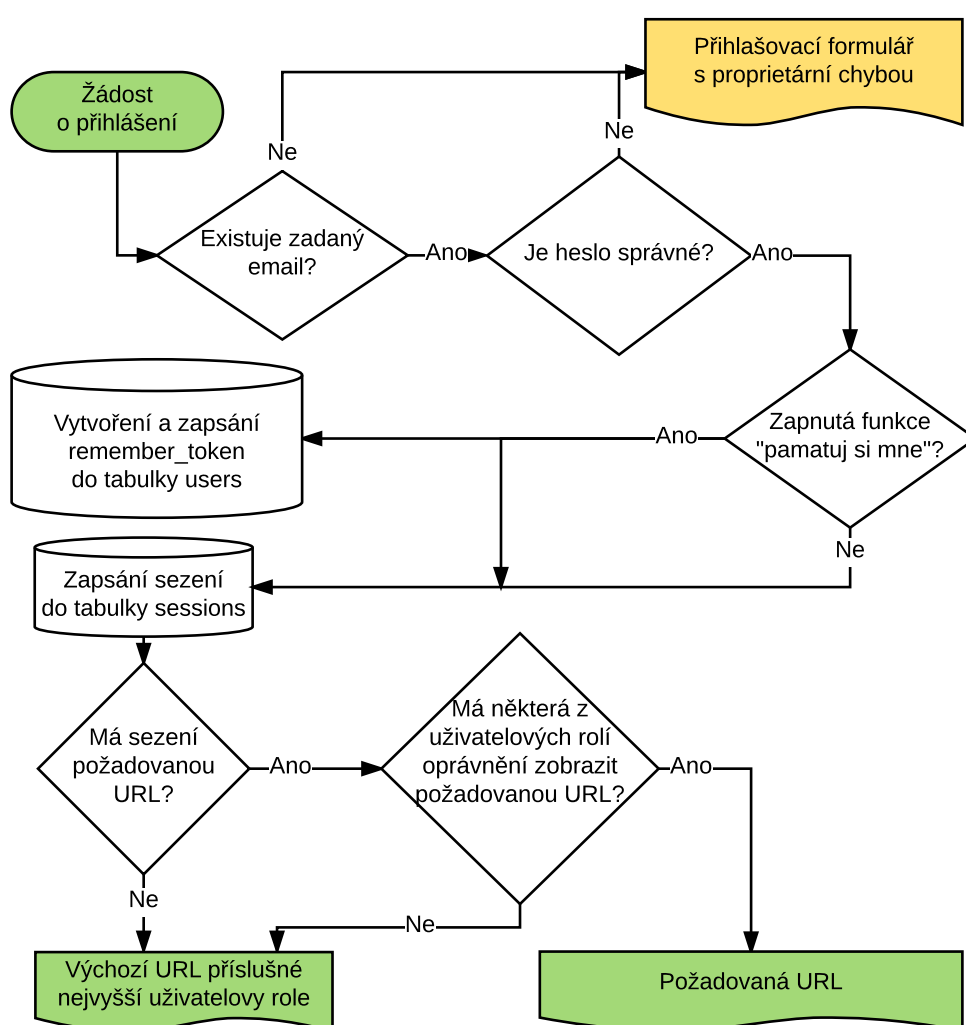 Přihlašovací formulář
s proprietární chybou
Žádost
o přihlášení
Ne
Ne
Existuje zadaný
email?
Ano
Je heslo správné?
Ano
Zapnutá funkce
"pamatuj si mne"?
Ano
Vytvoření a zapsání
remember_token
do tabulky users
Ne
Zapsání sezení
do tabulky sessions
Má sezení
požadovanou
URL?
Ano
Má některá z
uživatelových rolí
oprávnění zobrazit
požadovanou URL?
Ano
Ne
Ne
Výchozí URL příslušné
nejvyšší uživatelovy role
Požadovaná URL